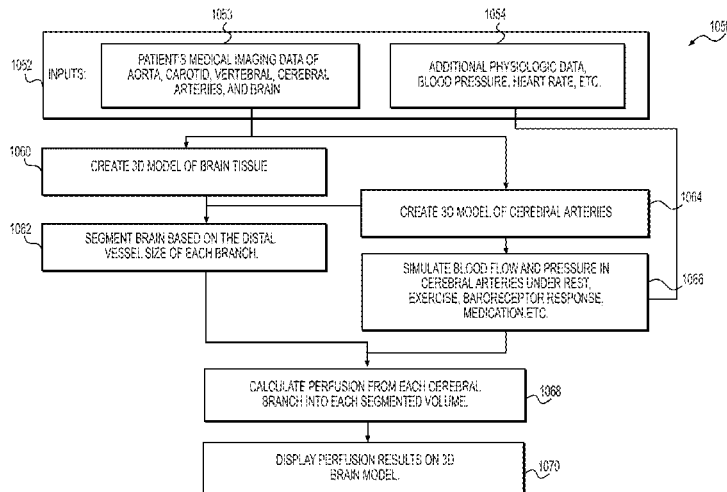 1053
1054
1050
1052
INPUTS:
PATIENT'S MEDICAL IMAGING DATA OF
AORTA, CAROTID, VERTEBRAL, CEREBRAL
ARTERIES, AND BRAIN
ADDITIONAL PHYSIOLOGIC DATA,
BLOOD PRESSURE, HEART RATE, ETC.
1060
CREATE 3D MODEL OF BRAIN TISSUE
1064
CREATE 3D MODEL OF CEREBRAL ARTERIES
1062
SEGMENT BRAIN BASED ON THE DISTAL
VESSEL SIZE OF EACH BRANCH.
SIMULATE BLOOD FLOW AND PRESSURE IN
CEREBRAL ARTERIES UNDER REST,
EXERCISE, BARORECEPTOR RESPONSE,
MEDICATION, ETC.
1066
CALCULATE PERFUSION FROM EACH CEREBRAL
BRANCH INTO EACH SEGMENTED VOLUME.
1068
DISPLAY PERFUSION RESULTS ON 3D
BRAIN MODEL.
1070